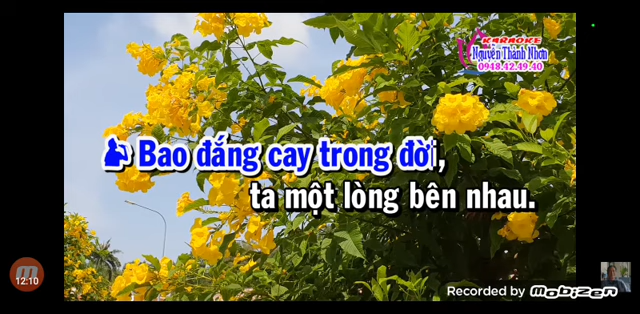 KARAOKE
Nguyễn Thành Nhơn
0948.42.49.40
Bao đắng cay trong đời,
ta một lòng bên nhau.
12:10
Recorded by mobizen